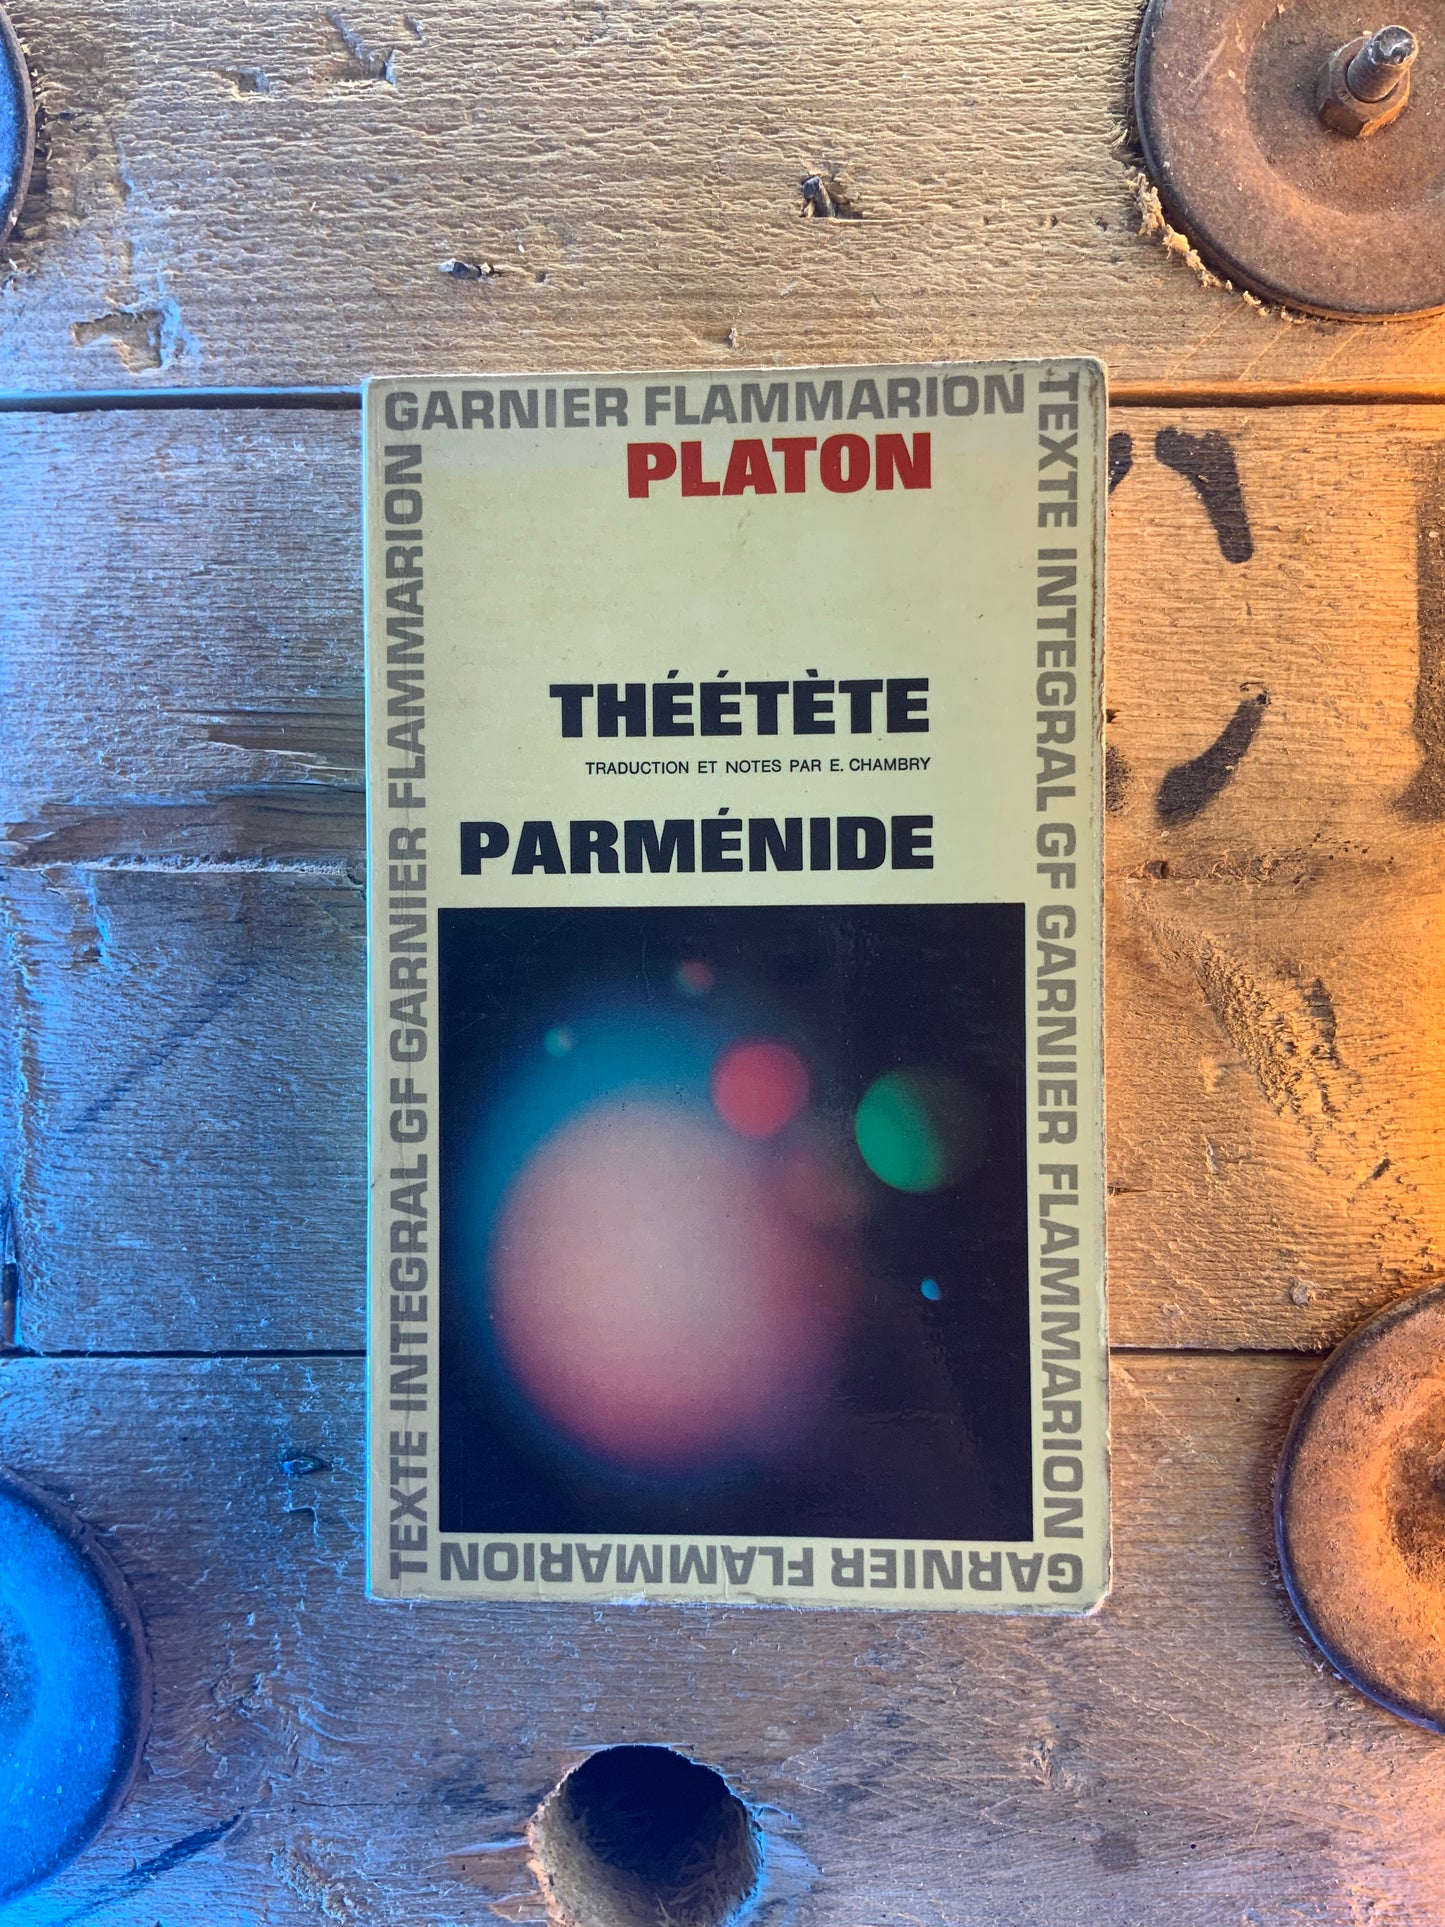 GARNIER FLAMMARION
TEXTE INTEGRAL GF GARNIER FLAMMARION
PLATON
THÉÉTÈTE
TRADUCTION ET NOTES PAR E. CHAMBRY
PARMÉNIDE
TEXTE INTEGRAL GF GARNIER FLAMMARION
GARNIER FLAMMARION